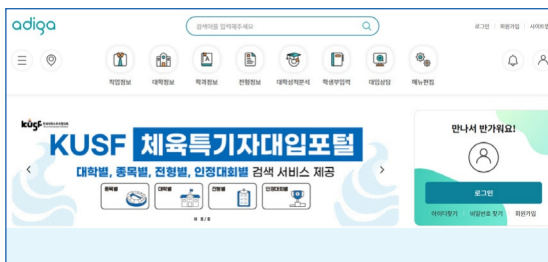 adiga
검색어를 입력해주세요
로그인 회원가입 사이트맵
직업정보 대학정보 학과정보 전형정보 대학성적분석 학생부입력 대입상담 메뉴편집
KUSF
KUSF 체육특기자대입포털
대학별, 종목별, 전형별, 인정대회별 검색 서비스 제공
종목별 대학별 전형별 인정대회별
만나서 반가워요!
로그인
아이디찾기 비밀번호 찾기 회원가입